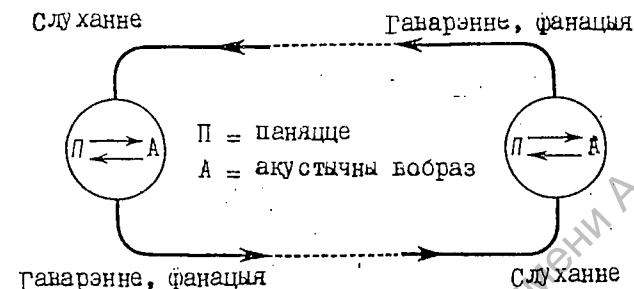 Слуханне
Гаварэнне, фанацыя
П А
П = паняцце
А = акустычны вобраз
П А
Гаварэнне, фанацыя
Слуханне